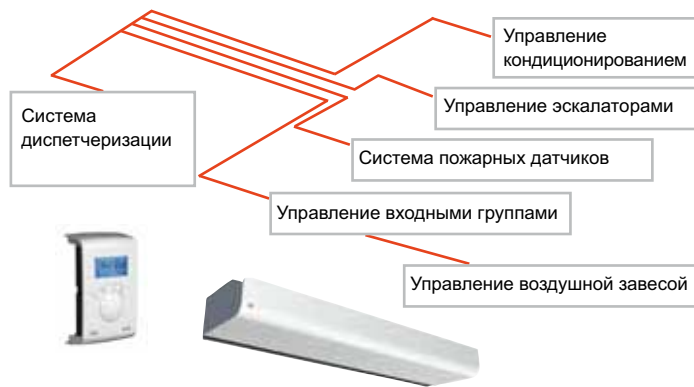 Управление
кондиционированием
Управление эскалаторами
Система
диспетчеризации
Система пожарных датчиков
Управление входными группами
Управление воздушной завесой